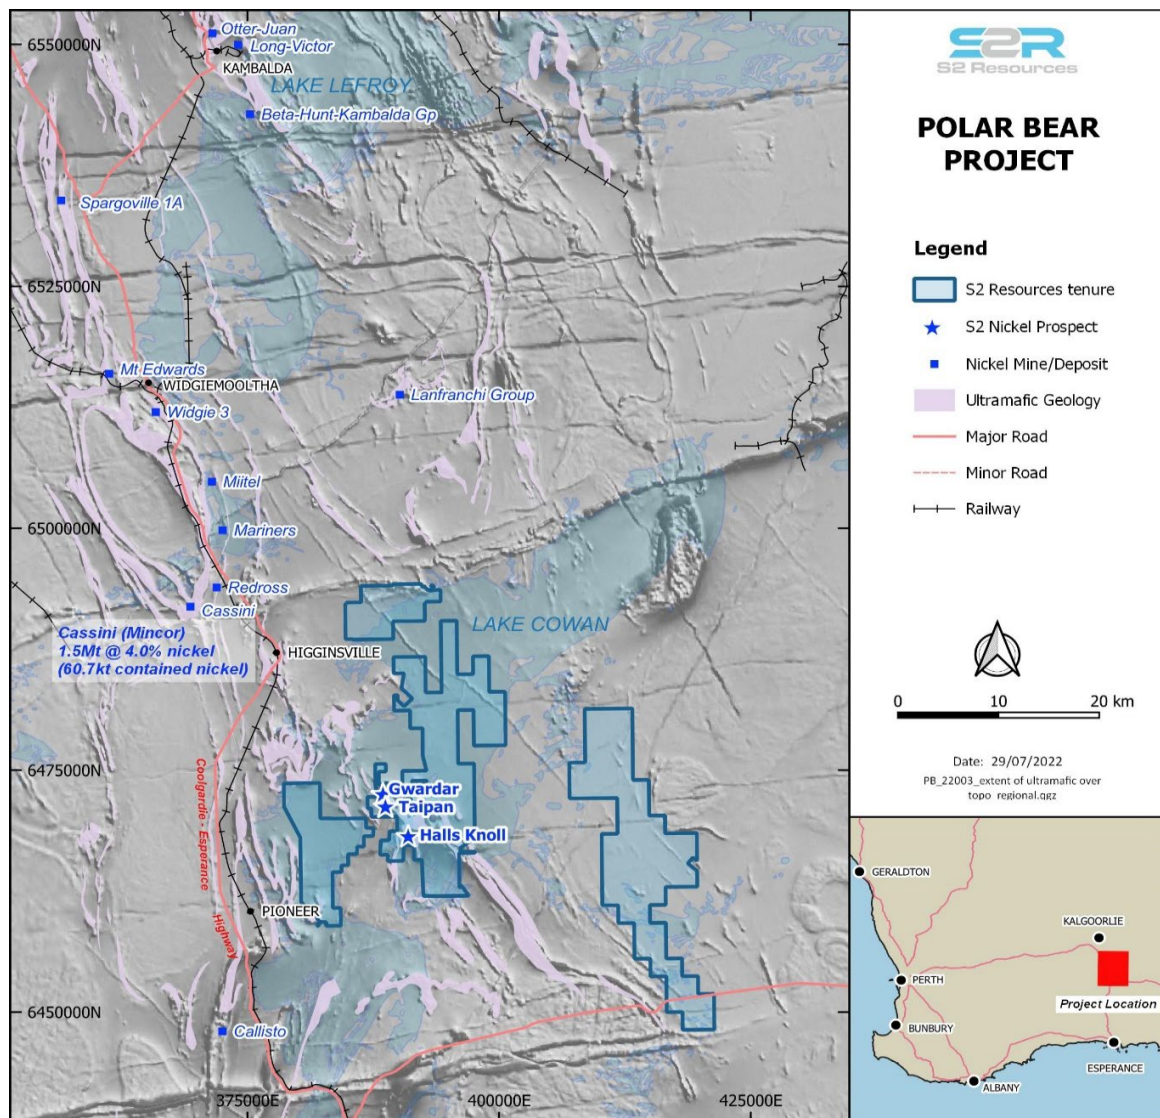 6550000N
6525000N
6500000N
6475000N
6450000N
375000E
400000E
425000E
Otter-Juan
Long-Victor
KAMBALDA
LAKE LEFROY
Beta-Hunt-Kambalda Gp
Spargoville 1A
Mt Edwards
WIDGIEMOOLTHA
Widgie 3
Lanfranchi Group
Miitel
Mariners
Redross
Cassini
Cassini (Mincor)
1.5Mt @ 4.0% nickel
(60.7kt contained nickel)
HIGGINSVILLE
LAKE COWAN
Gwardar
Taipan
Halls Knoll
Coolgardie - Esperance
Highway
PIONEER
Callisto
S2R
S2 Resources
POLAR BEAR
PROJECT
Legend
S2 Resources tenure
S2 Nickel Prospect
Nickel Mine/Deposit
Ultramafic Geology
Major Road
Minor Road
Railway
0 10 20 km
Date: 29/07/2022
PB_22003_extent of ultramafic over
topo_regional.qgz
GERALDTON
KALGOORLIE
PERTH
Project Location
BUNBURY
ESPERANCE
ALBANY